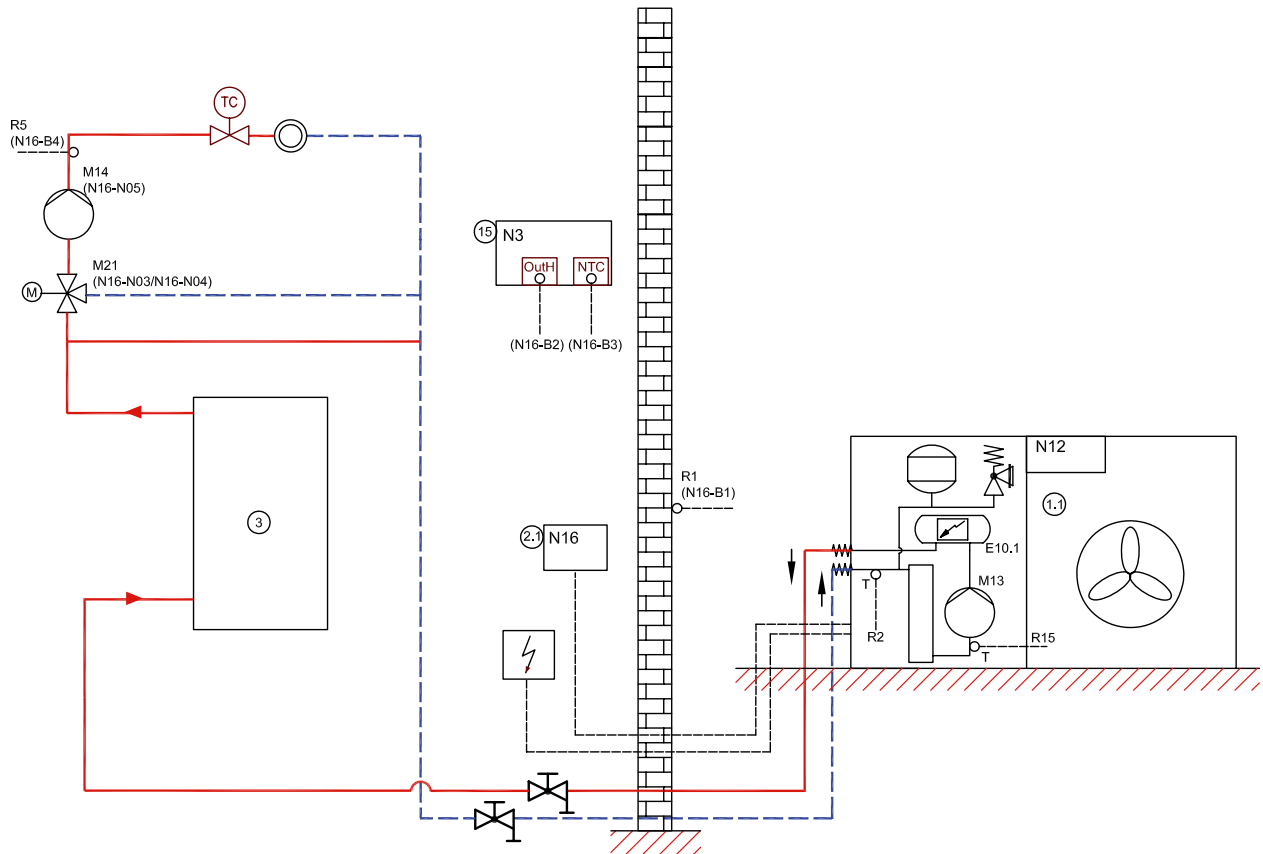 TC
R5
(N16-B4)
M14
(N16-N05)
M21
(N16-N03/N16-N04)
M
15
N3
OutH
NTC
(N16-B2)
(N16-B3)
3
2.1
N16
R1
(N16-B1)
N12
1.1
E10.1
M13
T
R2
R15
T